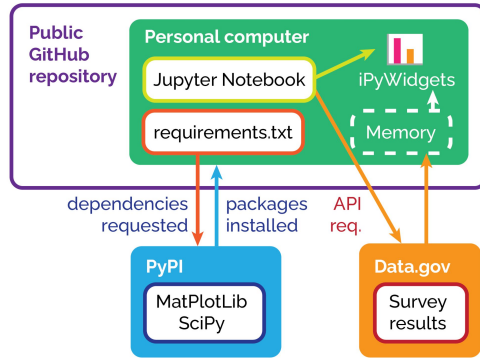 Public
GitHub
repository
Personal computer
Jupyter Notebook
iPyWidgets
requirements.txt
Memory
dependencies
requested
packages
installed
API
req.
PyPI
MatPlotLib
SciPy
Data.gov
Survey
results